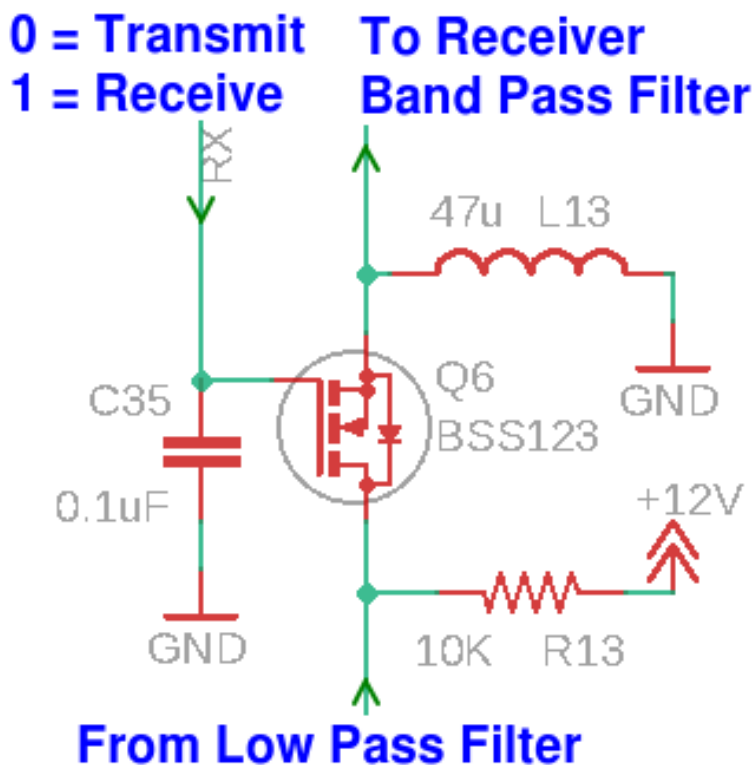 0 = Transmit
1 = Receive
To Receiver
Band Pass Filter
RX
47u L13
GND
Q6
BSS123
C35
0.1uF
GND
+12V
10K R13
From Low Pass Filter